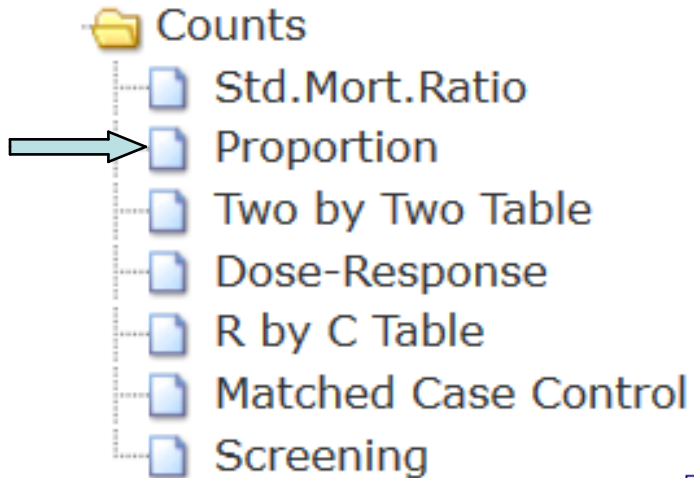 Counts
Std.Mort.Ratio
Proportion
Two by Two Table
Dose-Response
R by C Table
Matched Case Control
Screening